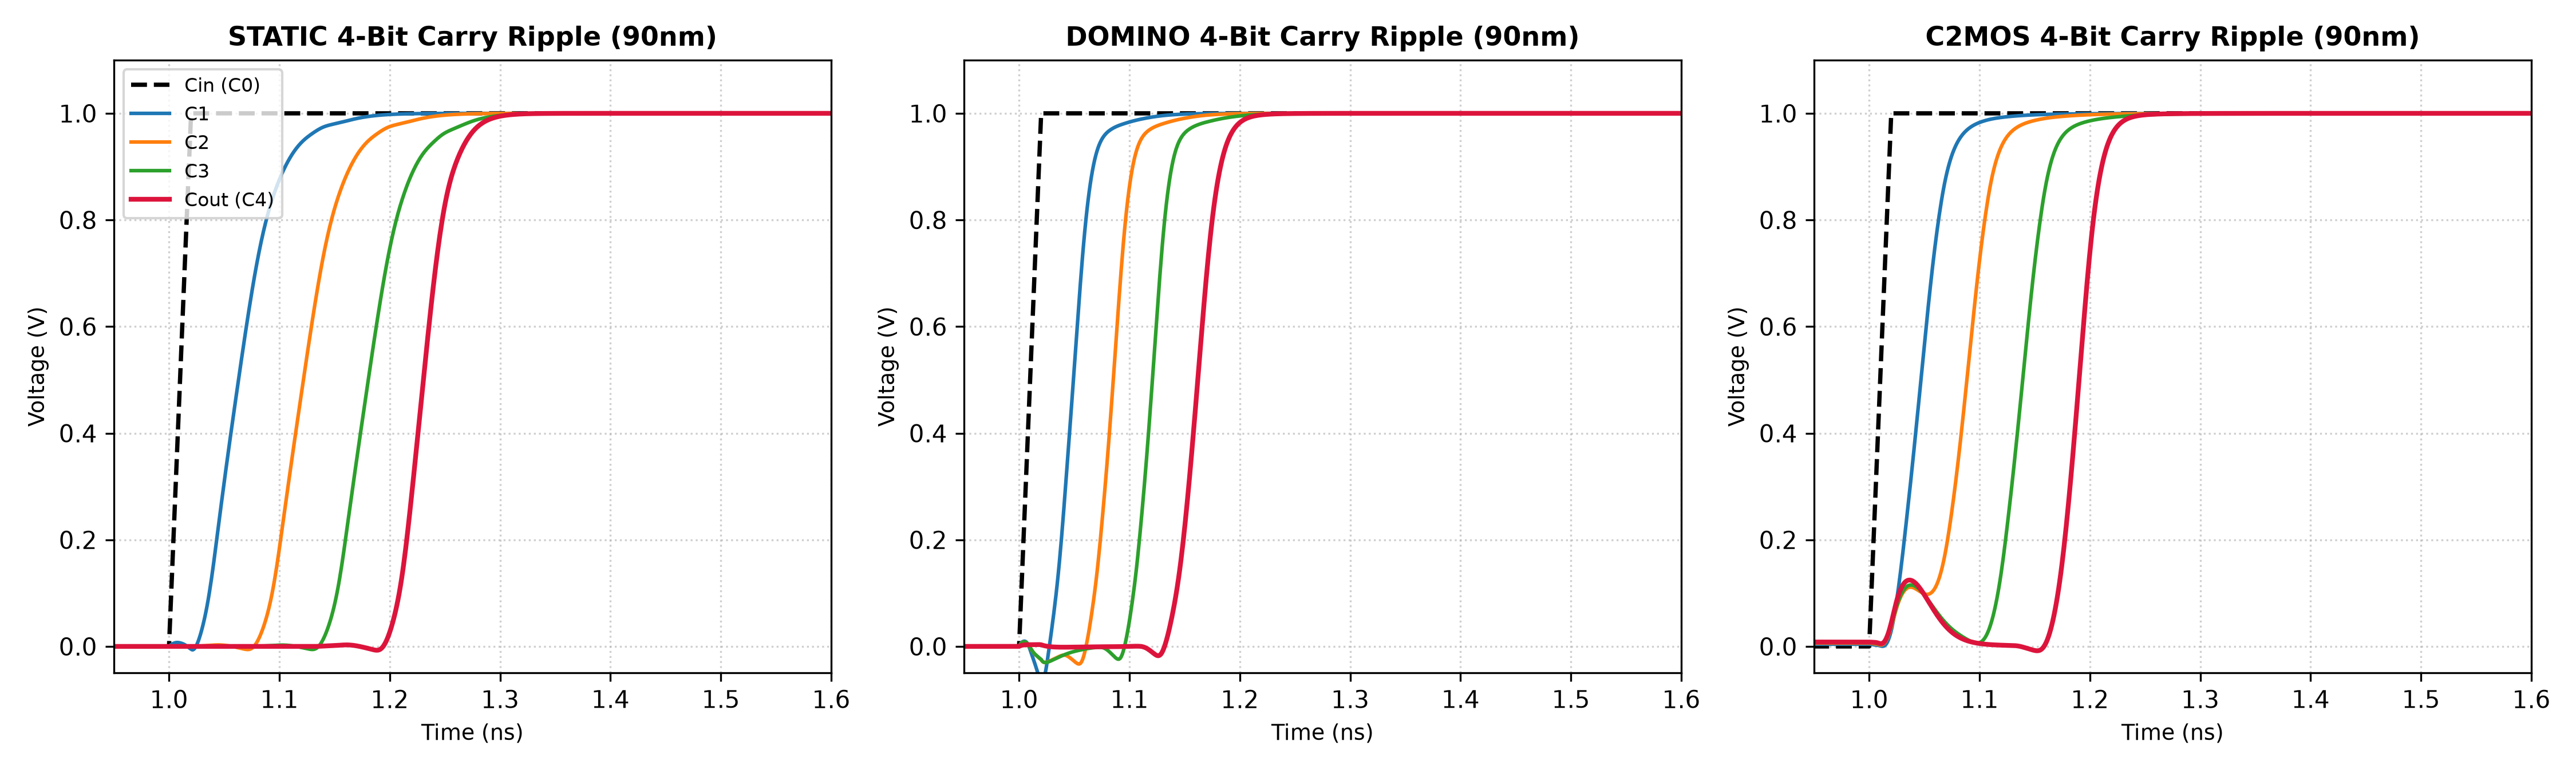 STATIC 4-Bit Carry Ripple (90nm)
Cin (C0)
C1
C2
C3
Cout (C4)
1.0
0.8
0.6
0.4
0.2
0.0
Voltage (V)
1.0 1.1 1.2 1.3 1.4 1.5 1.6
Time (ns)
DOMINO 4-Bit Carry Ripple (90nm)
1.0
0.8
0.6
0.4
0.2
0.0
Voltage (V)
1.0 1.1 1.2 1.3 1.4 1.5 1.6
Time (ns)
C2MOS 4-Bit Carry Ripple (90nm)
1.0
0.8
0.6
0.4
0.2
0.0
Voltage (V)
1.0 1.1 1.2 1.3 1.4 1.5 1.6
Time (ns)